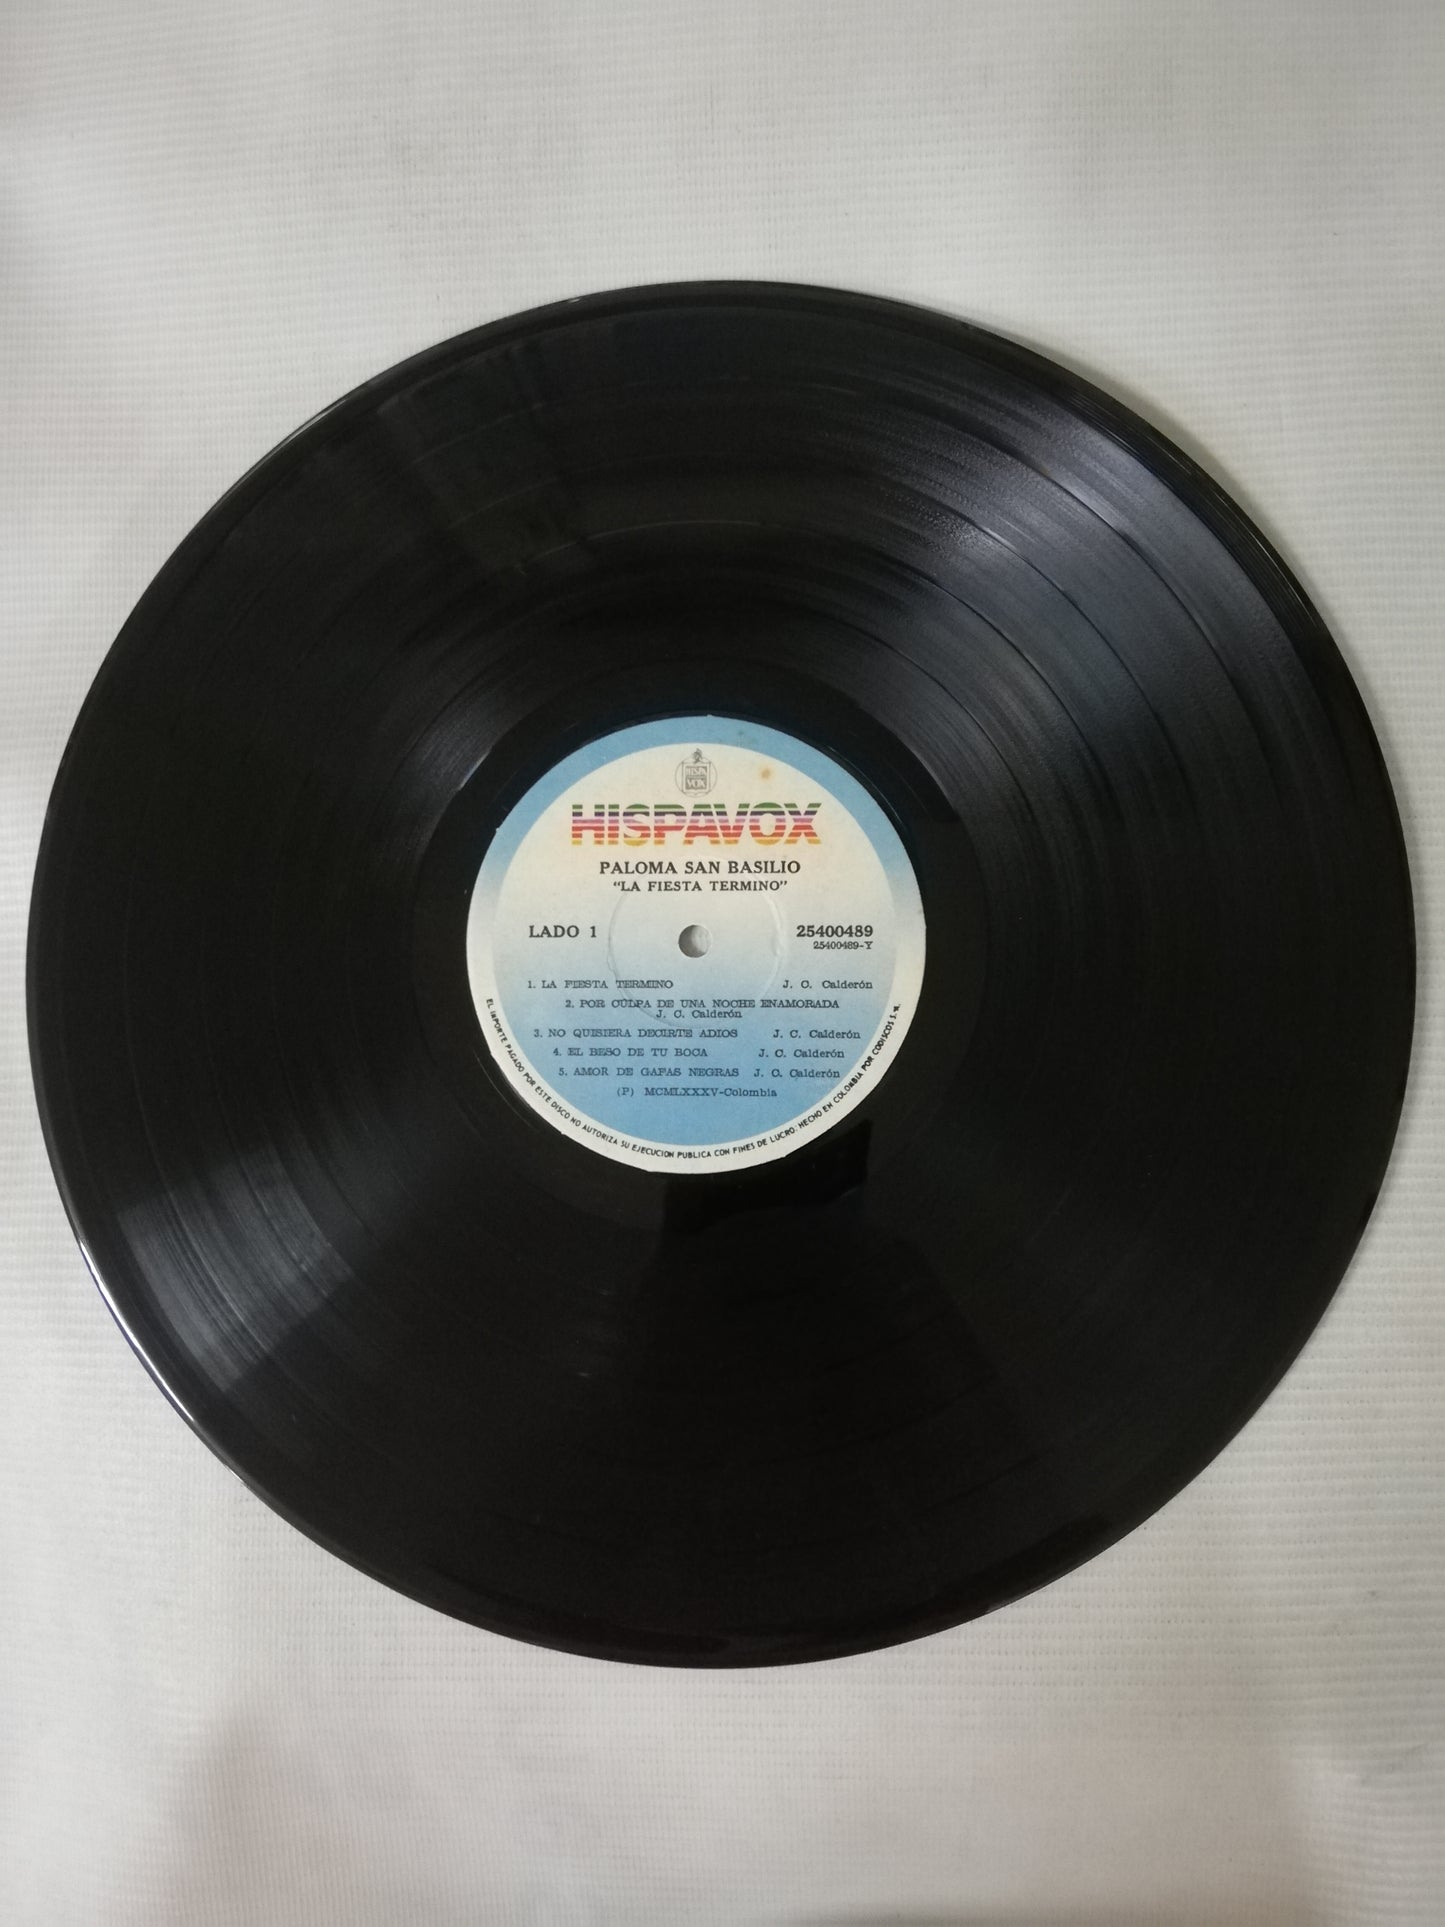 HISPA
VOX
HISPAVOX
PALOMA SAN BASILIO
"LA FIESTA TERMINO"
LADO 1 25400489
25400489-Y
1. LA FIESTA TERMINO J. C. Calderón
2. POR CULPA DE UNA NOCHE ENAMORADA
J. C. Calderón
3. NO QUISIERA DECIRTE ADIOS J. C. Calderón
4. EL BESO DE TU BOCA J. C. Calderón
5. AMOR DE GAFAS NEGRAS J. C. Calderón
(P) MCMLXXXV-Colombia
EL IMPORTE PAGADO POR ESTE DISCO NO AUTORIZA SU EJECUCION PUBLICA CON FINES DE LUCRO: HECHO EN COLOMBIA POR CODISCOS S.A.